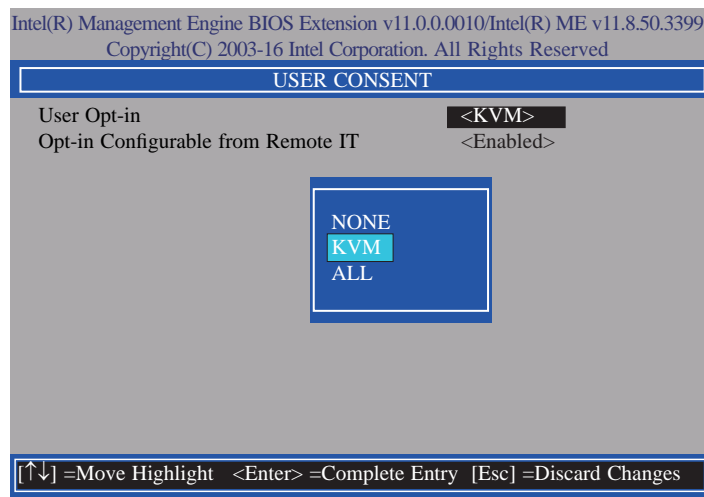 Intel(R) Management Engine BIOS Extension v11.0.0.0010/Intel(R) ME v11.8.50.3399
Copyright(C) 2003-16 Intel Corporation. All Rights Reserved
USER CONSENT
User Opt-in <KVM>
Opt-in Configurable from Remote IT <Enabled>
NONE
KVM
ALL
[↑↓] =Move Highlight <Enter> =Complete Entry [Esc] =Discard Changes